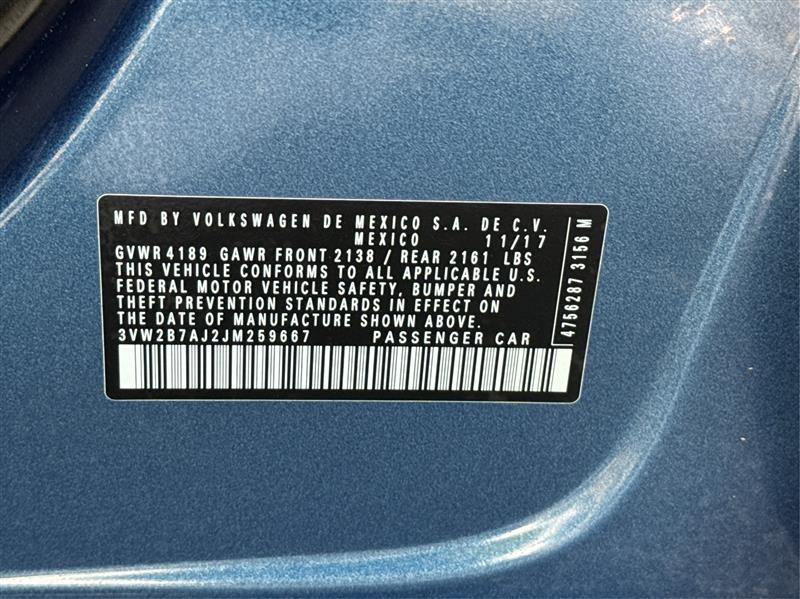 MFD BY VOLKSWAGEN DE MEXICO S.A. DE C.V.
MEXICO 11/17
GVWR 4189 GAWR FRONT 2138 / REAR 2161 LBS
THIS VEHICLE CONFORMS TO ALL APPLICABLE U.S.
FEDERAL MOTOR VEHICLE SAFETY, BUMPER AND
THEFT PREVENTION STANDARDS IN EFFECT ON
THE DATE OF MANUFACTURE SHOWN ABOVE.
3VW2B7AJ2JM259667 PASSENGER CAR
4756287 3156 M